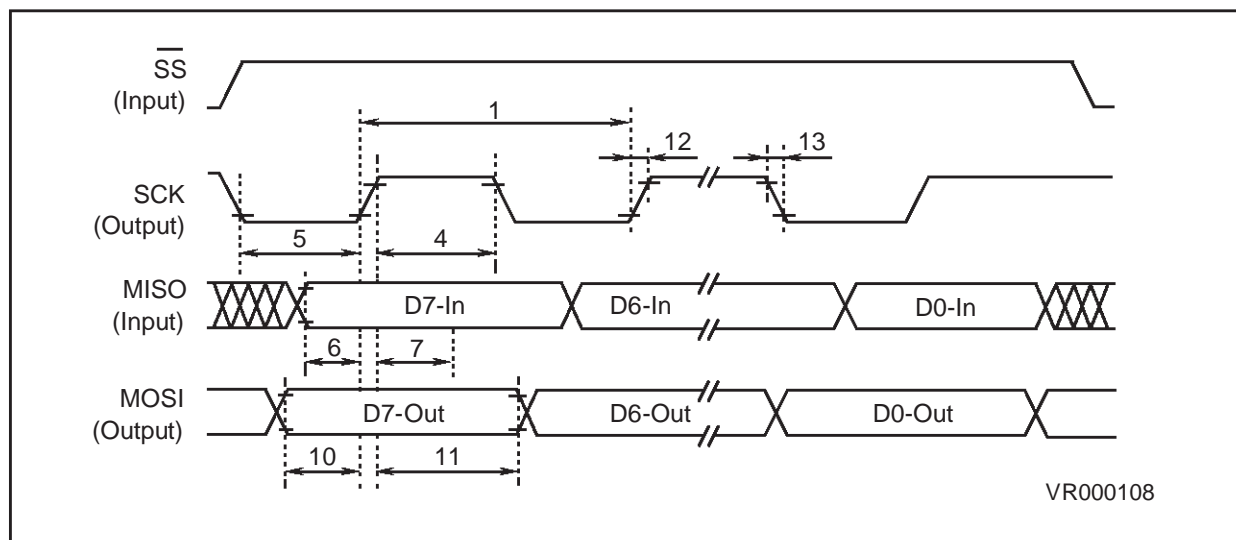 SS
(Input)
1
12
13
SCK
(Output)
5
4
MISO
(Input)
D7-In
D6-In
D0-In
6
7
MOSI
(Output)
D7-Out
D6-Out
D0-Out
10
11
VR000108